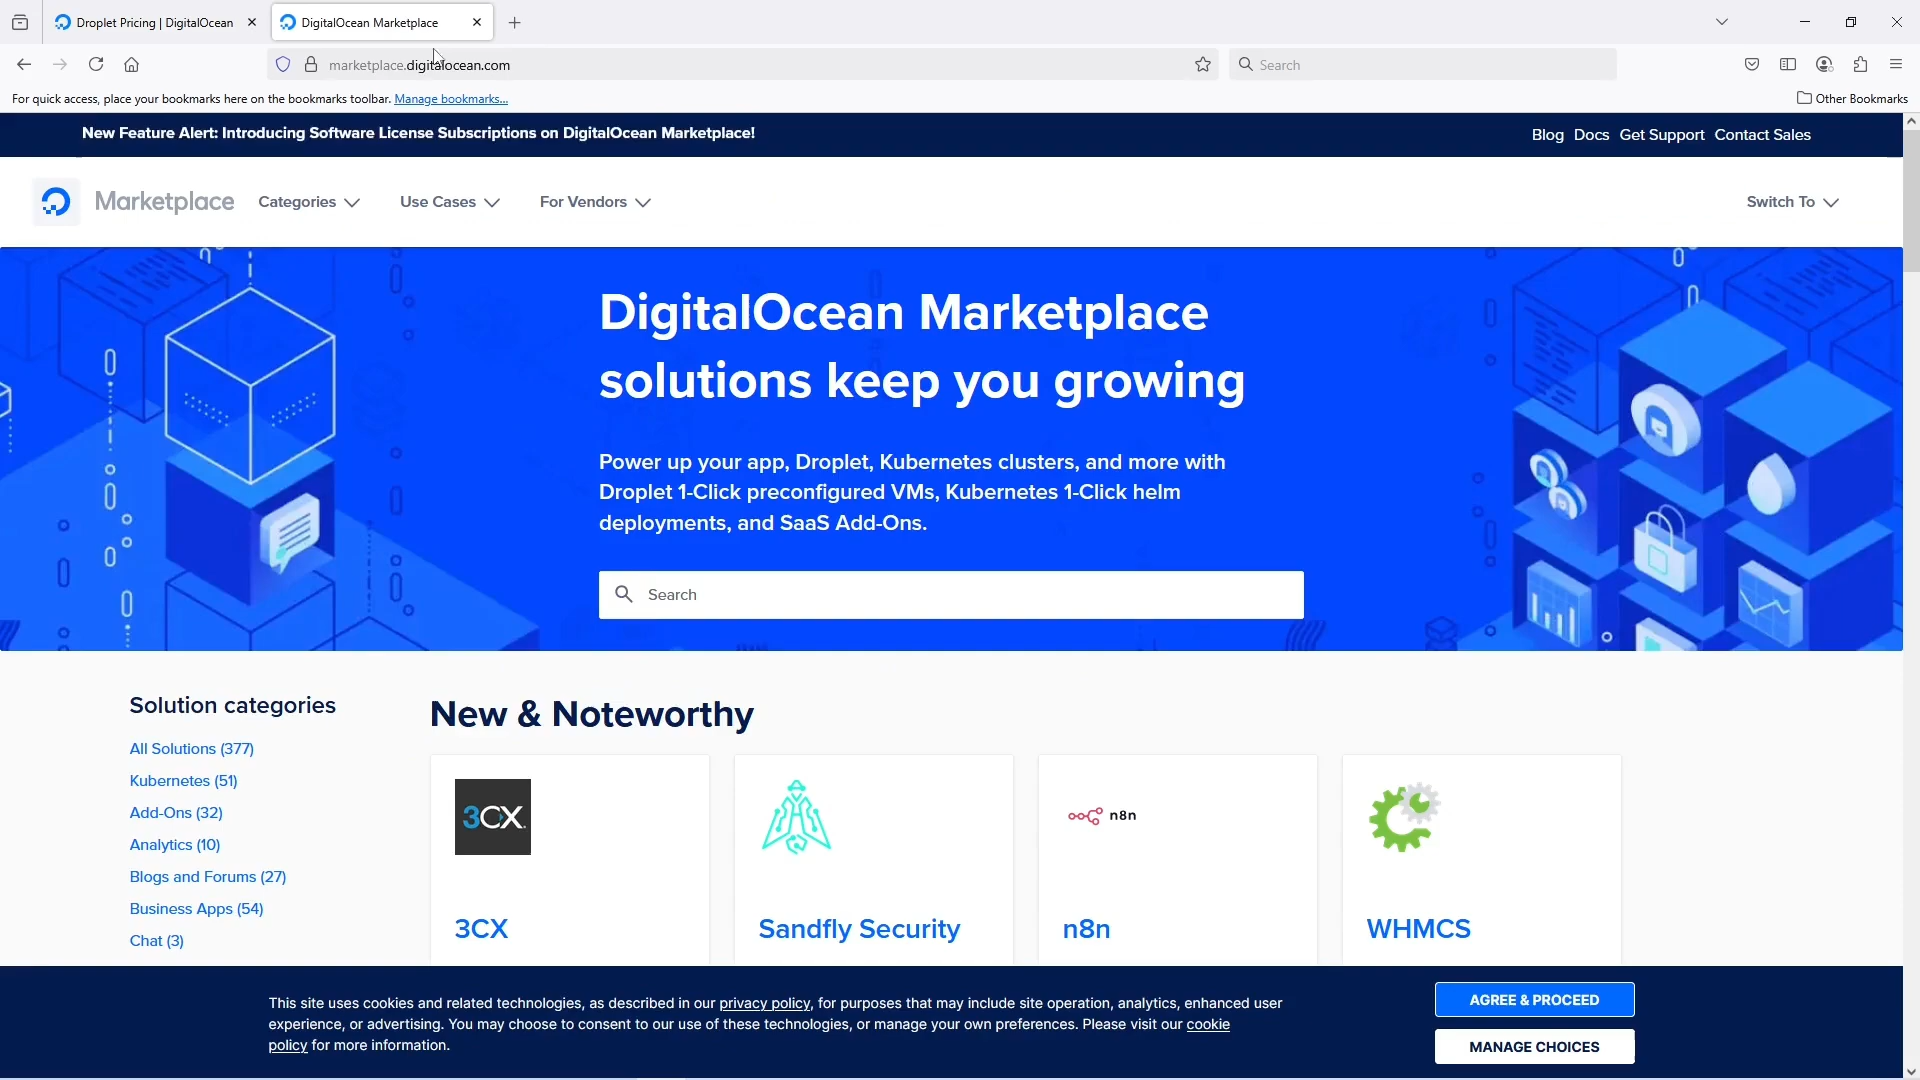 Droplet Pricing | DigitalOcean
DigitalOcean Marketplace
marketplace.digitalocean.com
Search
For quick access, place your bookmarks here on the bookmarks toolbar. Manage bookmarks...
Other Bookmarks
New Feature Alert: Introducing Software License Subscriptions on DigitalOcean Marketplace!
Blog Docs Get Support Contact Sales
Marketplace
Categories
Use Cases
For Vendors
Switch To
DigitalOcean Marketplace
solutions keep you growing
Power up your app, Droplet, Kubernetes clusters, and more with
Droplet 1-Click preconfigured VMs, Kubernetes 1-Click helm
deployments, and SaaS Add-Ons.
Search
Solution categories
All Solutions (377)
Kubernetes (51)
Add-Ons (32)
Analytics (10)
Blogs and Forums (27)
Business Apps (54)
Chat (3)
New & Noteworthy
3CX
n8n
3CX
Sandfly Security
n8n
WHMCS
This site uses cookies and related technologies, as described in our privacy policy, for purposes that may include site operation, analytics, enhanced user
experience, or advertising. You may choose to consent to our use of these technologies, or manage your own preferences. Please visit our cookie
policy for more information.
AGREE & PROCEED
MANAGE CHOICES